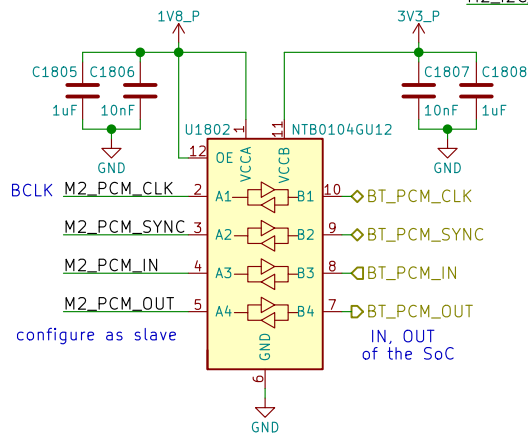 M2_I2C
1V8_P
3V3_P
C1805
C1806
C1807
C1808
1uF
10nF
10nF
1uF
GND
GND
U1802
NTB0104GU12
1
11
12
OE
VCCA
VCCB
BCLK
M2_PCM_CLK
2
A1
B1
10
BT_PCM_CLK
M2_PCM_SYNC
3
A2
B2
9
BT_PCM_SYNC
M2_PCM_IN
4
A3
B3
8
BT_PCM_IN
M2_PCM_OUT
5
A4
B4
7
BT_PCM_OUT
configure as slave
GND
IN, OUT
of the SoC
6
GND